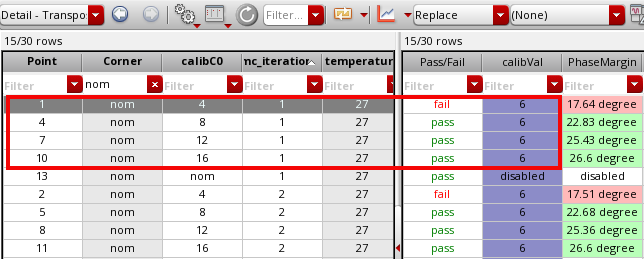 Detail - Transpo: Filter... Replace (None)
15/30 rows 15/30 rows
Point Corner calibC0 mc_iteration temperatur Pass/Fail calibVal PhaseMargin
Filter nom Filter Filter Filter Filter Filter Filter
1 nom 4 1 27 fail 6 17.64 degree
4 nom 8 1 27 pass 6 22.83 degree
7 nom 12 1 27 pass 6 25.43 degree
10 nom 16 1 27 pass 6 26.6 degree
13 nom nom 1 27 pass disabled disabled
2 nom 4 2 27 fail 6 17.51 degree
5 nom 8 2 27 pass 6 22.68 degree
8 nom 12 2 27 pass 6 25.36 degree
11 nom 16 2 27 pass 6 26.6 degree